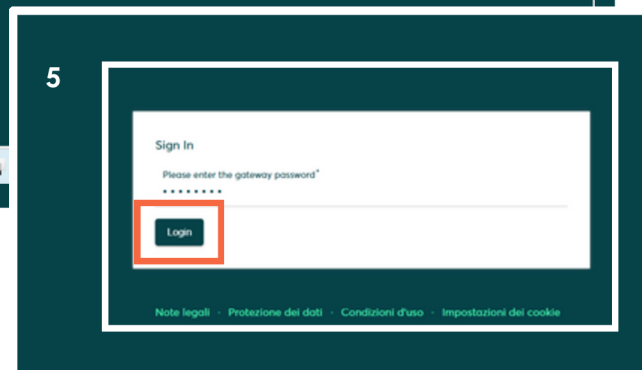 5
Sign In
Please enter the gateway password*
Login
Note legali · Protezione dei dati · Condizioni d'uso · Impostazioni dei cookie